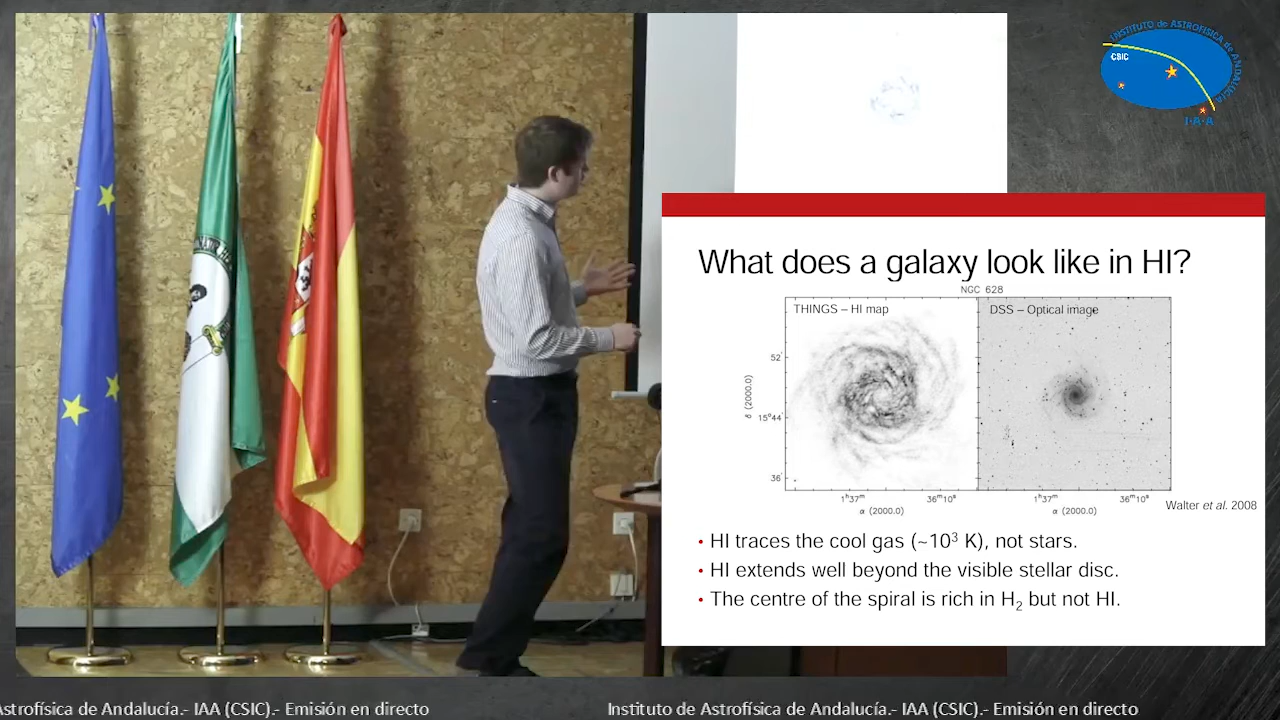 INSTITUTO de ASTROFÍSICA de ANDALUCÍA
CSIC
I·A·A
What does a galaxy look like in HI?
NGC 628
THINGS – HI map
DSS – Optical image
δ (2000.0)
52'
15°44'
36'
1ʰ37ᵐ
36ᵐ10ˢ
1ʰ37ᵐ
36ᵐ10ˢ
α (2000.0)
α (2000.0)
Walter et al. 2008
• HI traces the cool gas (~10³ K), not stars.
• HI extends well beyond the visible stellar disc.
• The centre of the spiral is rich in H₂ but not HI.
Astrofísica de Andalucía.- IAA (CSIC).- Emisión en directo
Instituto de Astrofísica de Andalucía.- IAA (CSIC).- Emisión en directo